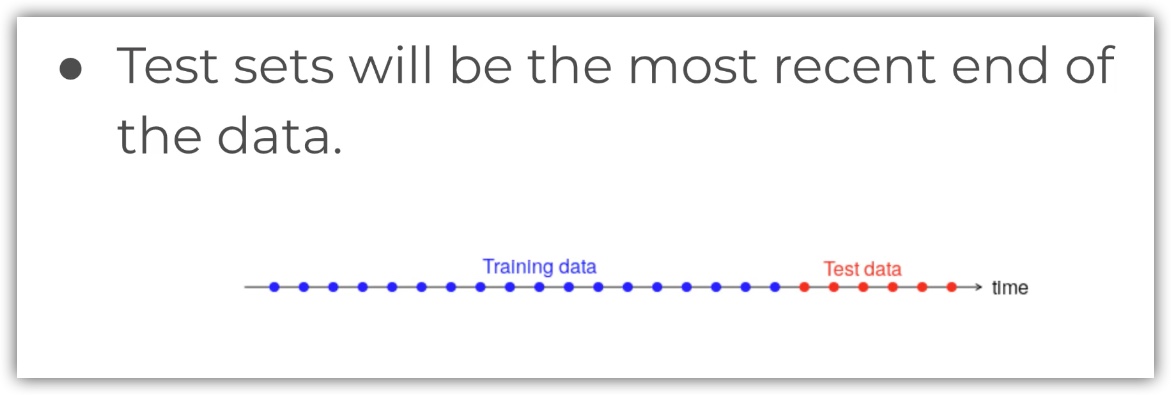 ● Test sets will be the most recent end of
the data.
Training data
Test data
time